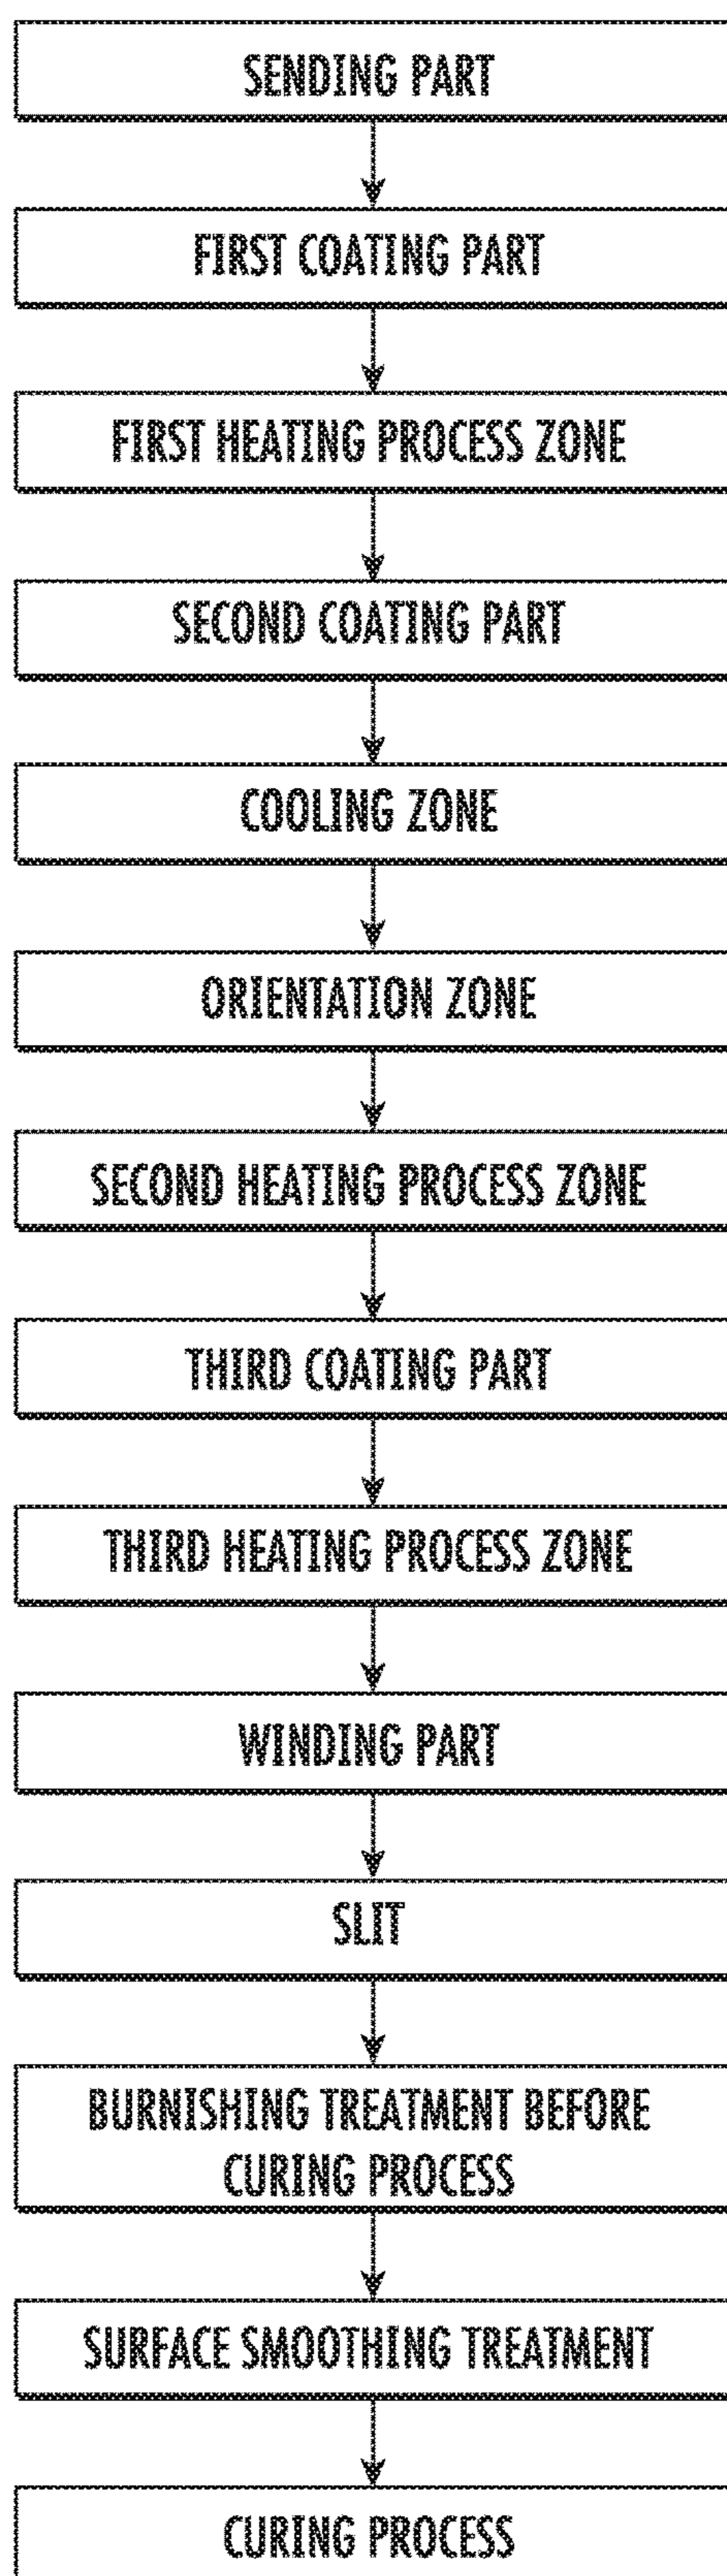 SENDING PART
FIRST COATING PART
FIRST HEATING PROCESS ZONE
SECOND COATING PART
COOLING ZONE
ORIENTATION ZONE
SECOND HEATING PROCESS ZONE
THIRD COATING PART
THIRD HEATING PROCESS ZONE
WINDING PART
SLIT
BURNISHING TREATMENT BEFORE
CURING PROCESS
SURFACE SMOOTHING TREATMENT
CURING PROCESS